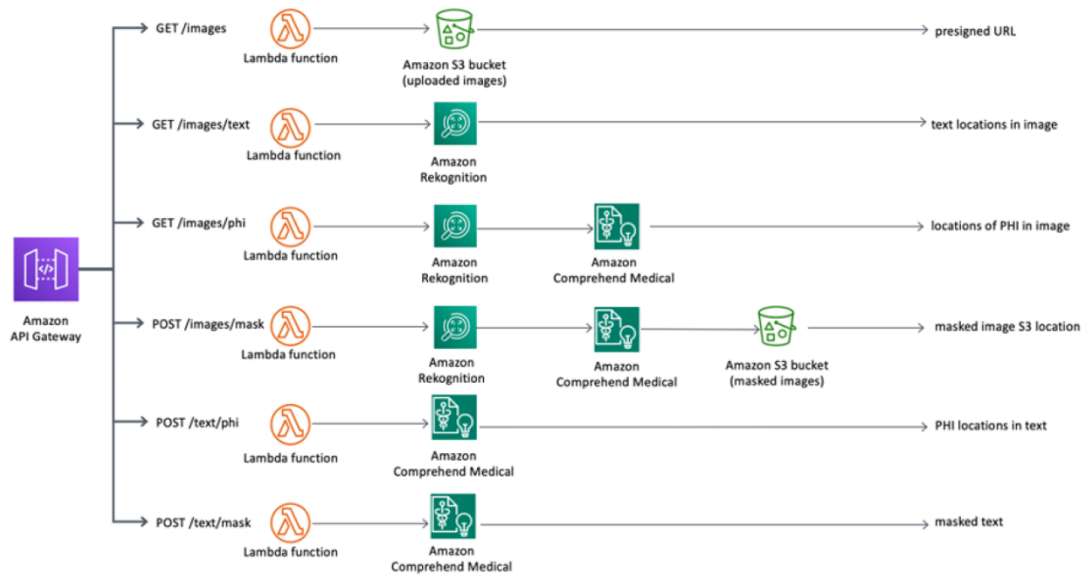 GET /images
Lambda function
Amazon S3 bucket
(uploaded images)
presigned URL
GET /images/text
Lambda function
Amazon
Rekognition
text locations in image
GET /images/phi
Lambda function
Amazon
Rekognition
Amazon
Comprehend Medical
locations of PHI in image
Amazon
API Gateway
POST /images/mask
Lambda function
Amazon
Rekognition
Amazon
Comprehend Medical
Amazon S3 bucket
(masked images)
masked image S3 location
POST /text/phi
Lambda function
Amazon
Comprehend Medical
PHI locations in text
POST /text/mask
Lambda function
Amazon
Comprehend Medical
masked text